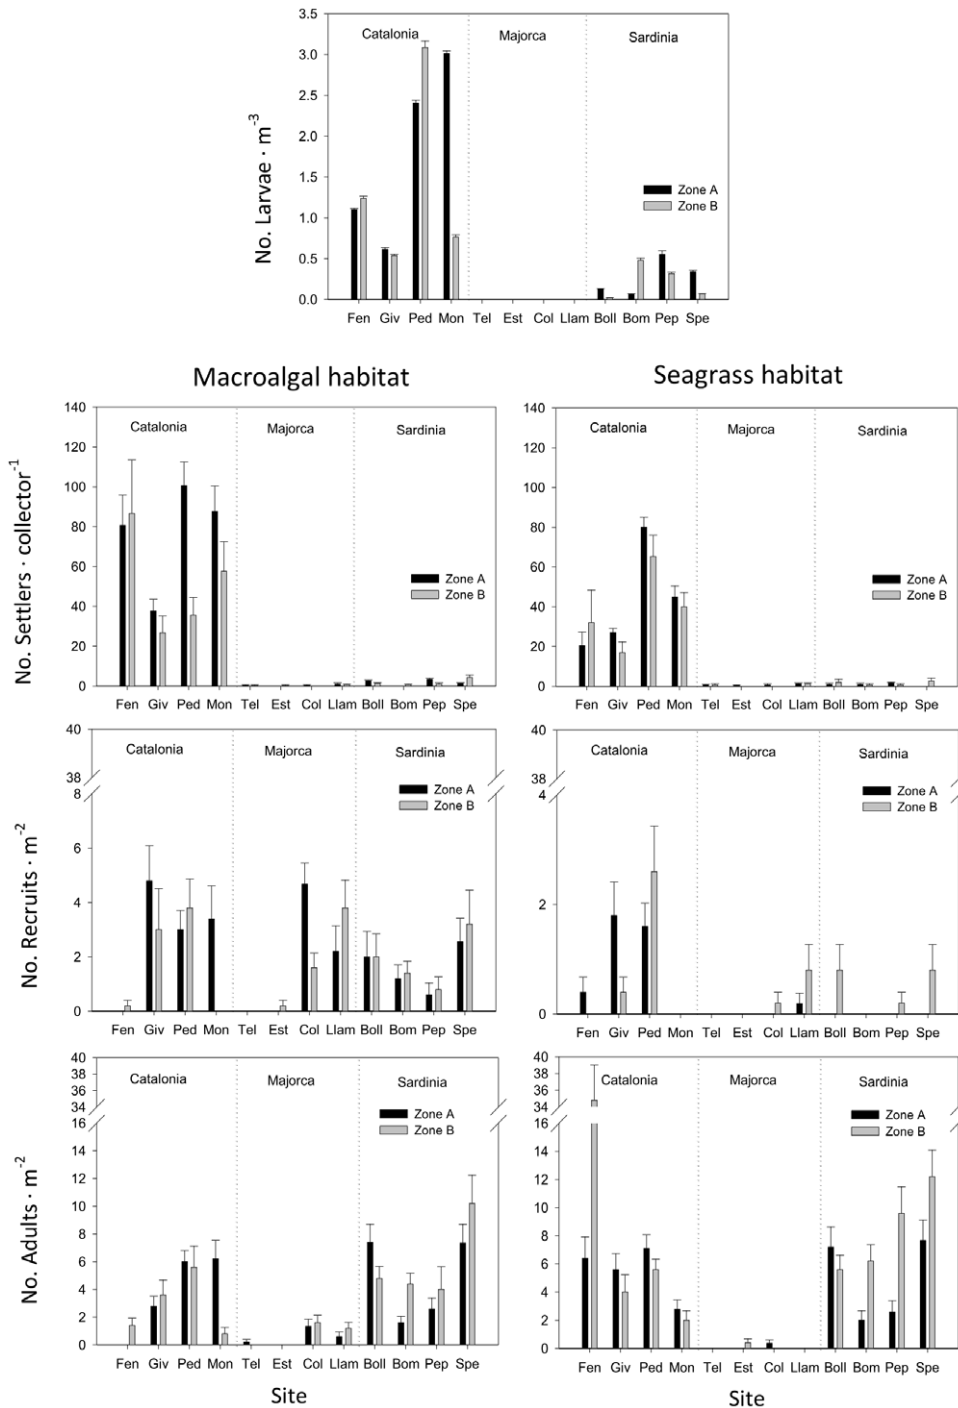 Catalonia Majorca Sardinia
No. Larvae · m-3
3.5
3.0
2.5
2.0
1.5
1.0
0.5
0.0
Zone A
Zone B
Fen Giv Ped Mon Tel Est Col Llam Boll Bom Pep Spe
Macroalgal habitat
Seagrass habitat
No. Settlers · collector-1
140
120
100
80
60
40
20
0
Catalonia Majorca Sardinia
Zone A
Zone B
Fen Giv Ped Mon Tel Est Col Llam Boll Bom Pep Spe
140
120
100
80
60
40
20
0
Catalonia Majorca Sardinia
Zone A
Zone B
Fen Giv Ped Mon Tel Est Col Llam Boll Bom Pep Spe
No. Recruits · m-2
40
38
8
6
4
2
0
Catalonia Majorca Sardinia
Zone A
Zone B
Fen Giv Ped Mon Tel Est Col Llam Boll Bom Pep Spe
40
38
4
2
0
Catalonia Majorca Sardinia
Zone A
Zone B
Fen Giv Ped Mon Tel Est Col Llam Boll Bom Pep Spe
No. Adults · m-2
40
38
36
34
16
14
12
10
8
6
4
2
0
Catalonia Majorca Sardinia
Zone A
Zone B
Fen Giv Ped Mon Tel Est Col Llam Boll Bom Pep Spe
Site
40
38
36
34
16
14
12
10
8
6
4
2
0
Catalonia Majorca Sardinia
Zone A
Zone B
Fen Giv Ped Mon Tel Est Col Llam Boll Bom Pep Spe
Site